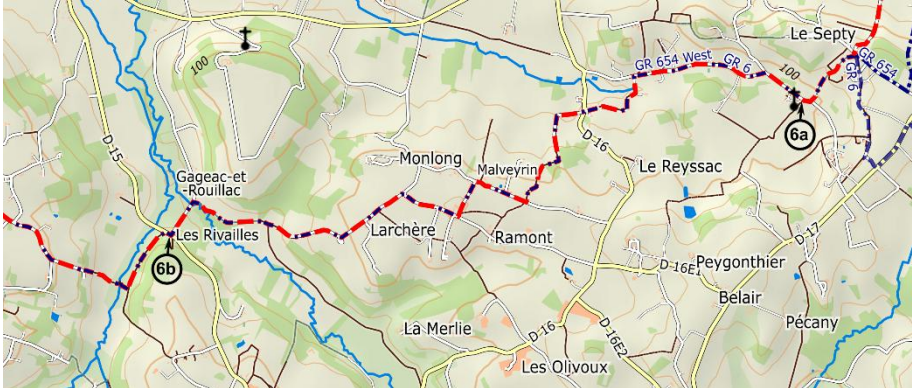 Le Septy
GR 654 West
GR 6
GR 654
GR 6
100
100
6a
D 15
D 16
Monlong
Malveyrin
Le Reyssac
Gageac-et
-Rouillac
Les Rivailles
Larchère
Ramont
6b
D 17
D 16E1
Peygonthier
Belair
Pécany
La Merlie
D 16
D 16E2
Les Olivoux